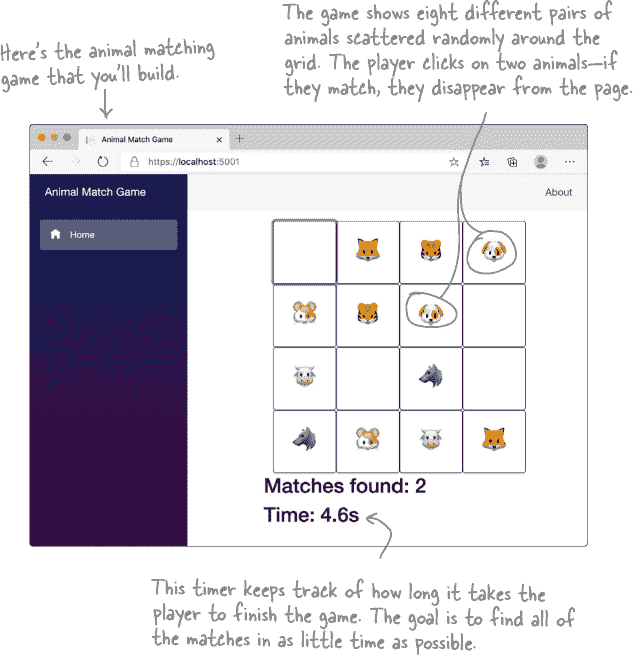 Here's the animal matching
game that you'll build.
The game shows eight different pairs of
animals scattered randomly around the
grid. The player clicks on two animals—if
they match, they disappear from the page.
Animal Match Game
https://localhost:5001
Animal Match Game
About
Home
Matches found: 2
Time: 4.6s
This timer keeps track of how long it takes the
player to finish the game. The goal is to find all of
the matches in as little time as possible.